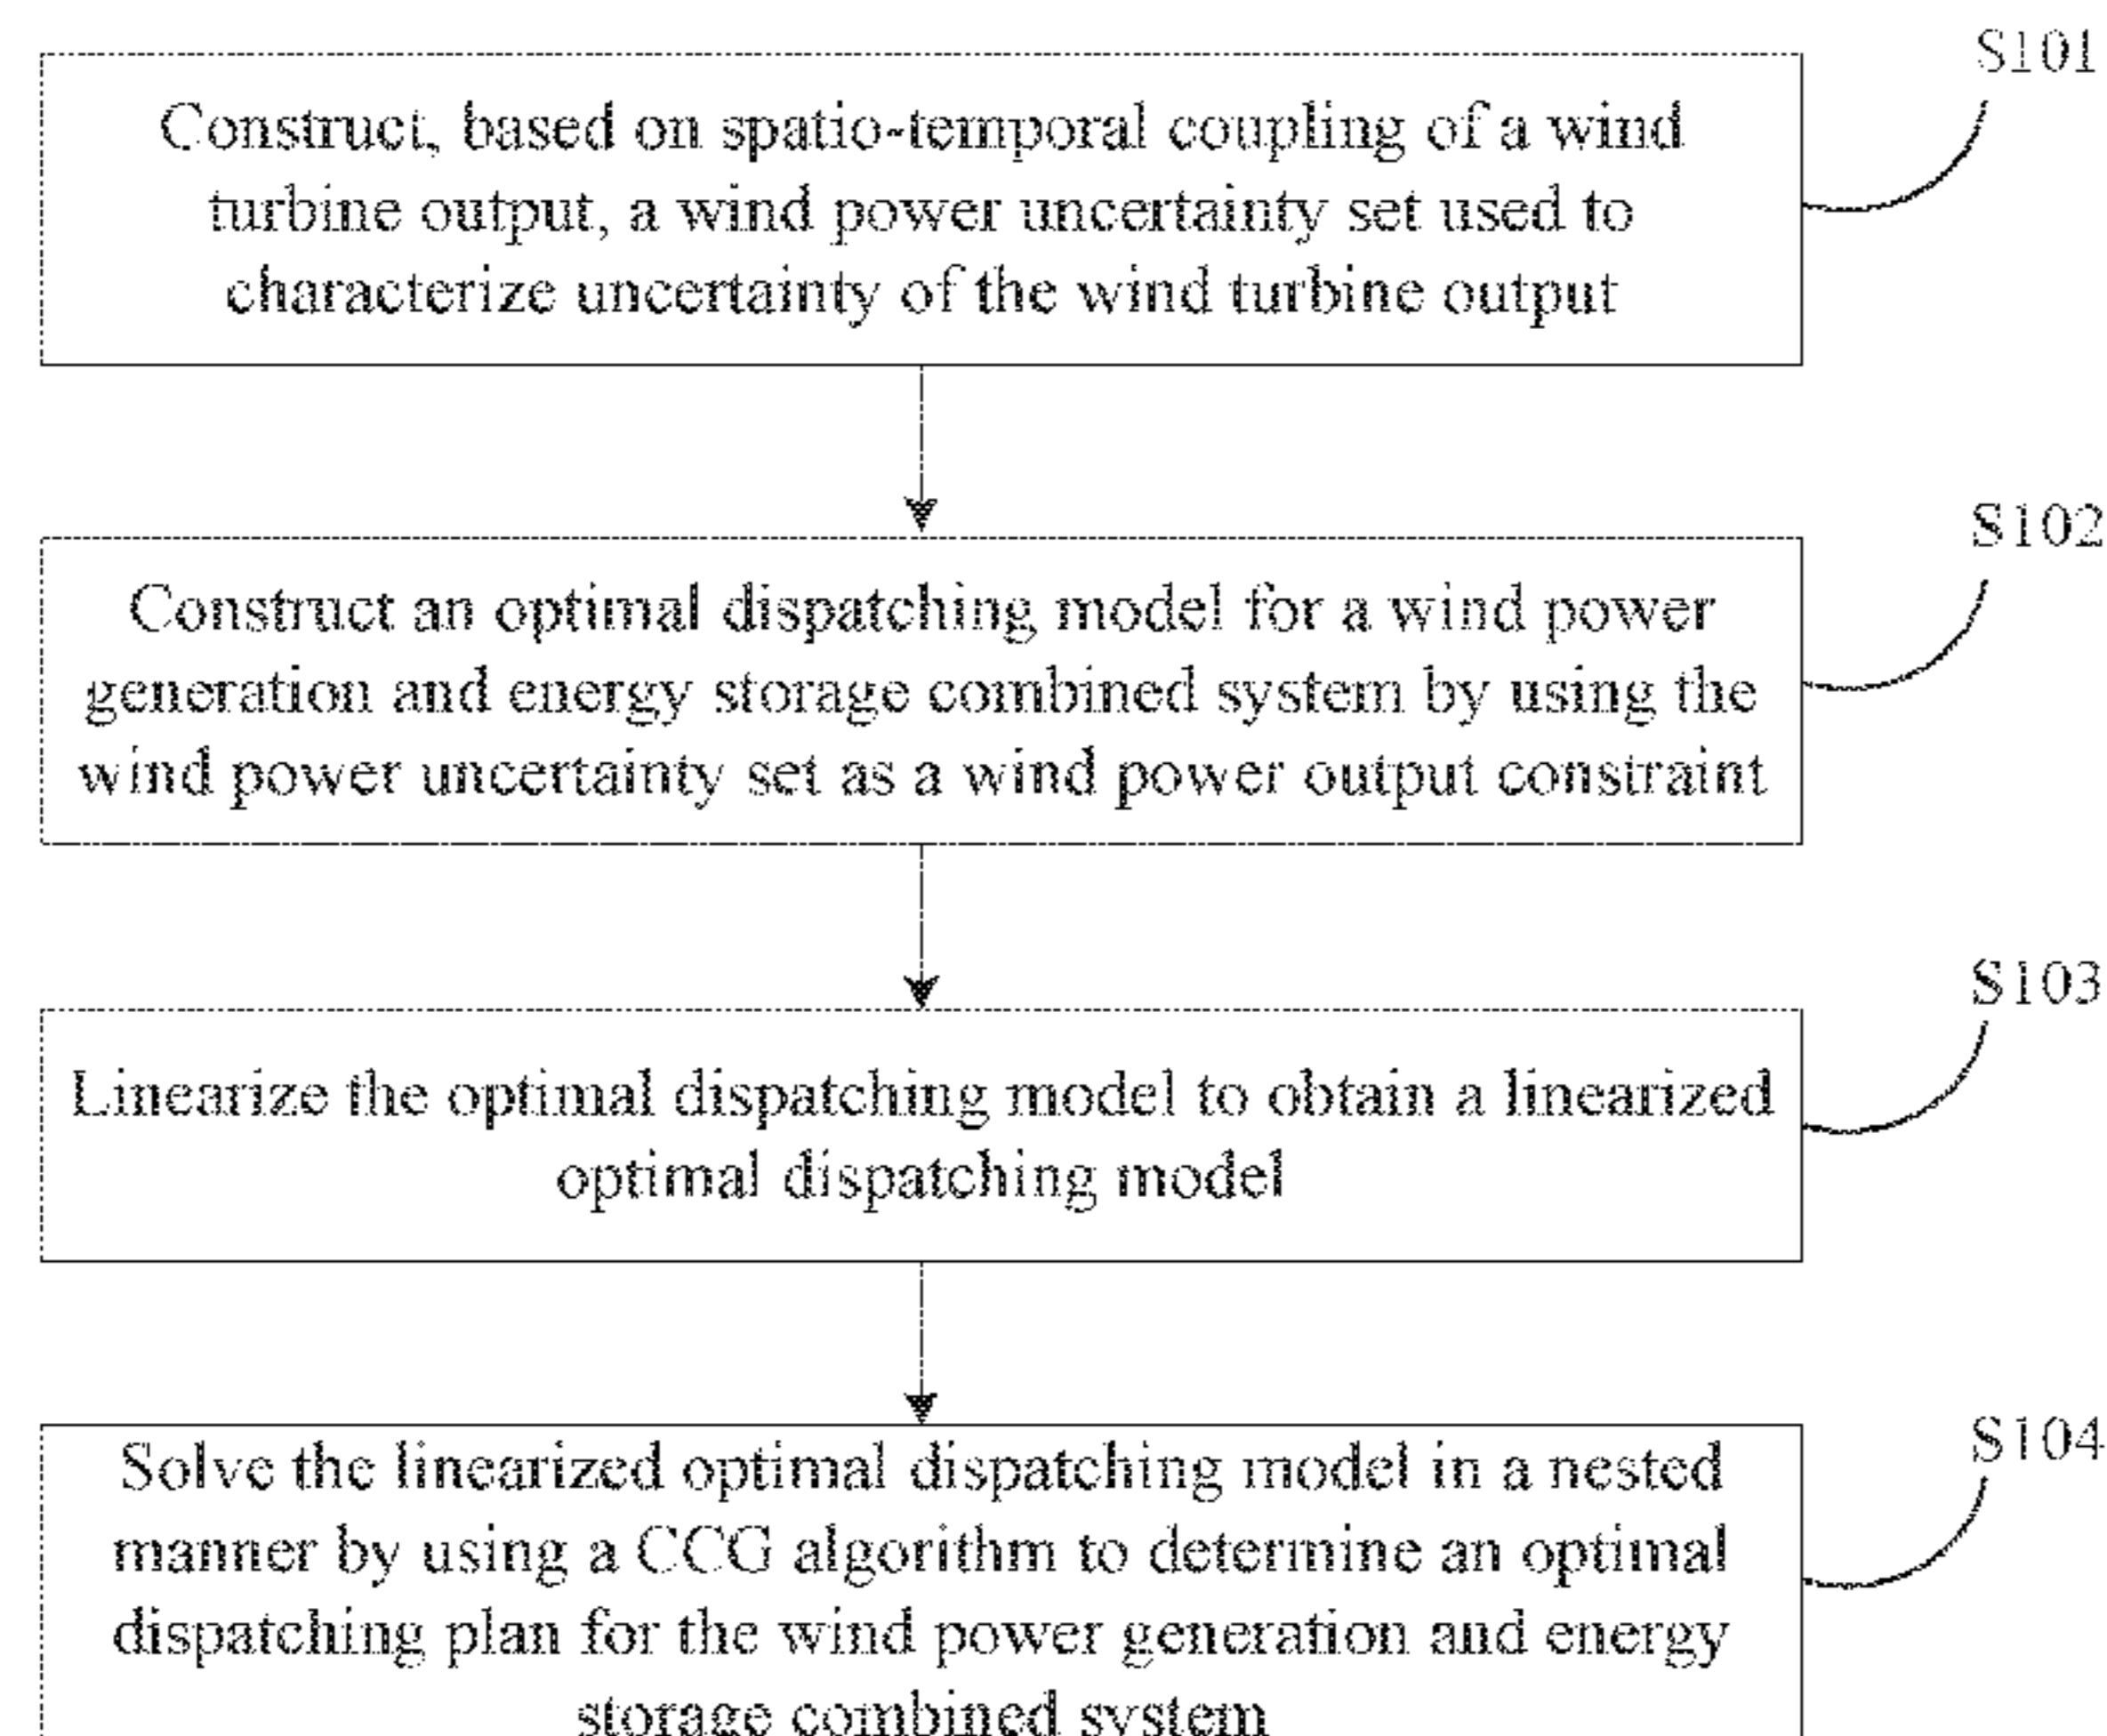 S101
Construct, based on spatio-temporal coupling of a wind
turbine output, a wind power uncertainty set used to
characterize uncertainty of the wind turbine output
S102
Construct an optimal dispatching model for a wind power
generation and energy storage combined system by using the
wind power uncertainty set as a wind power output constraint
S103
Linearize the optimal dispatching model to obtain a linearized
optimal dispatching model
S104
Solve the linearized optimal dispatching model in a nested
manner by using a CCG algorithm to determine an optimal
dispatching plan for the wind power generation and energy
storage combined system